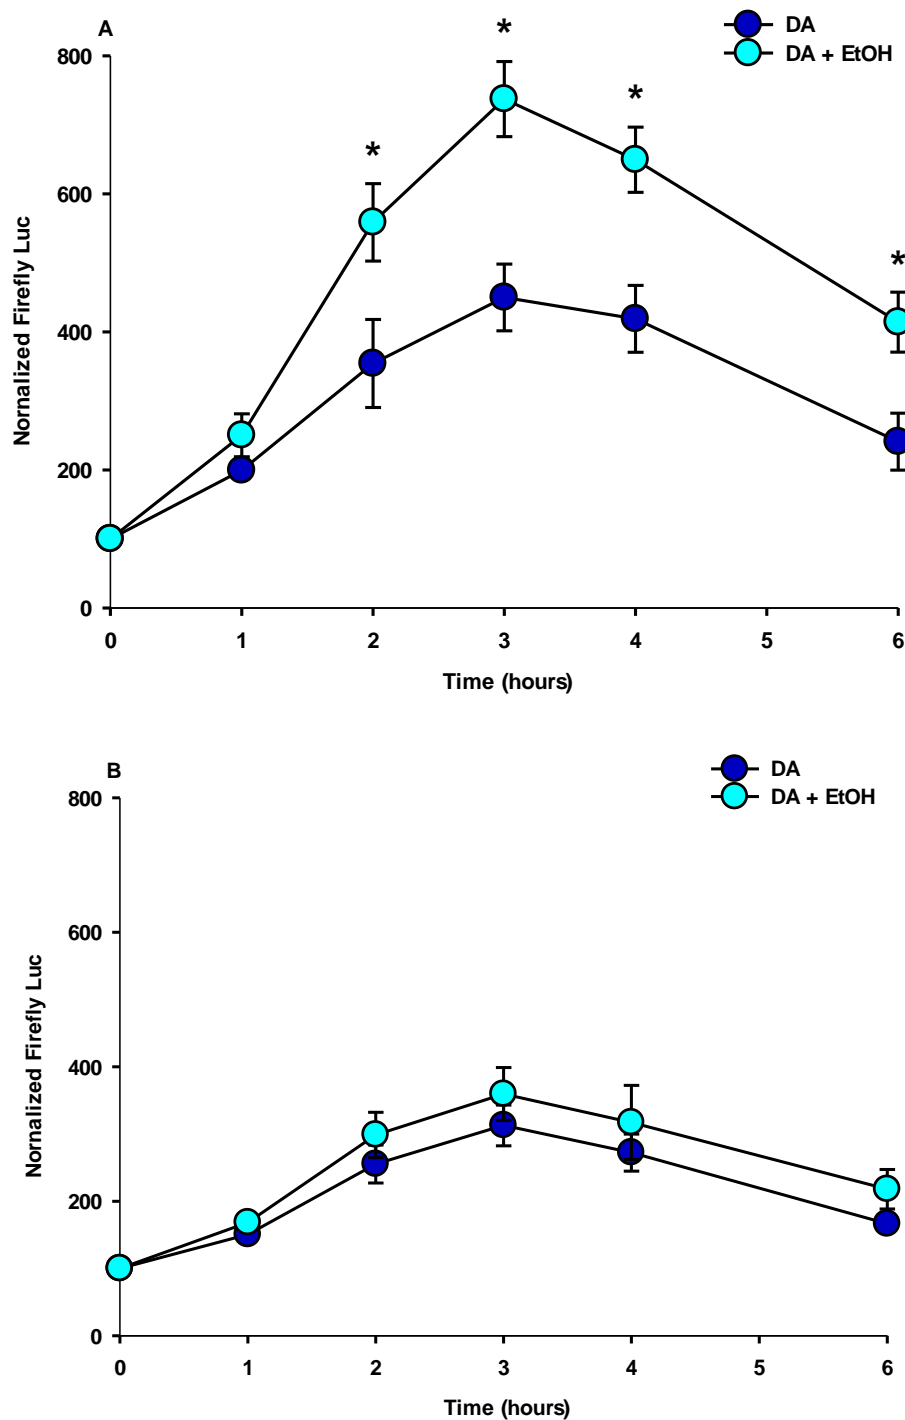 A
*
DA
DA + EtOH
800
*
*
600
Nornalized Firefly Luc
*
400
200
0
0 1 2 3 4 5 6
Time (hours)
B
DA
DA + EtOH
800
600
Nornalized Firefly Luc
400
200
0
0 1 2 3 4 5 6
Time (hours)